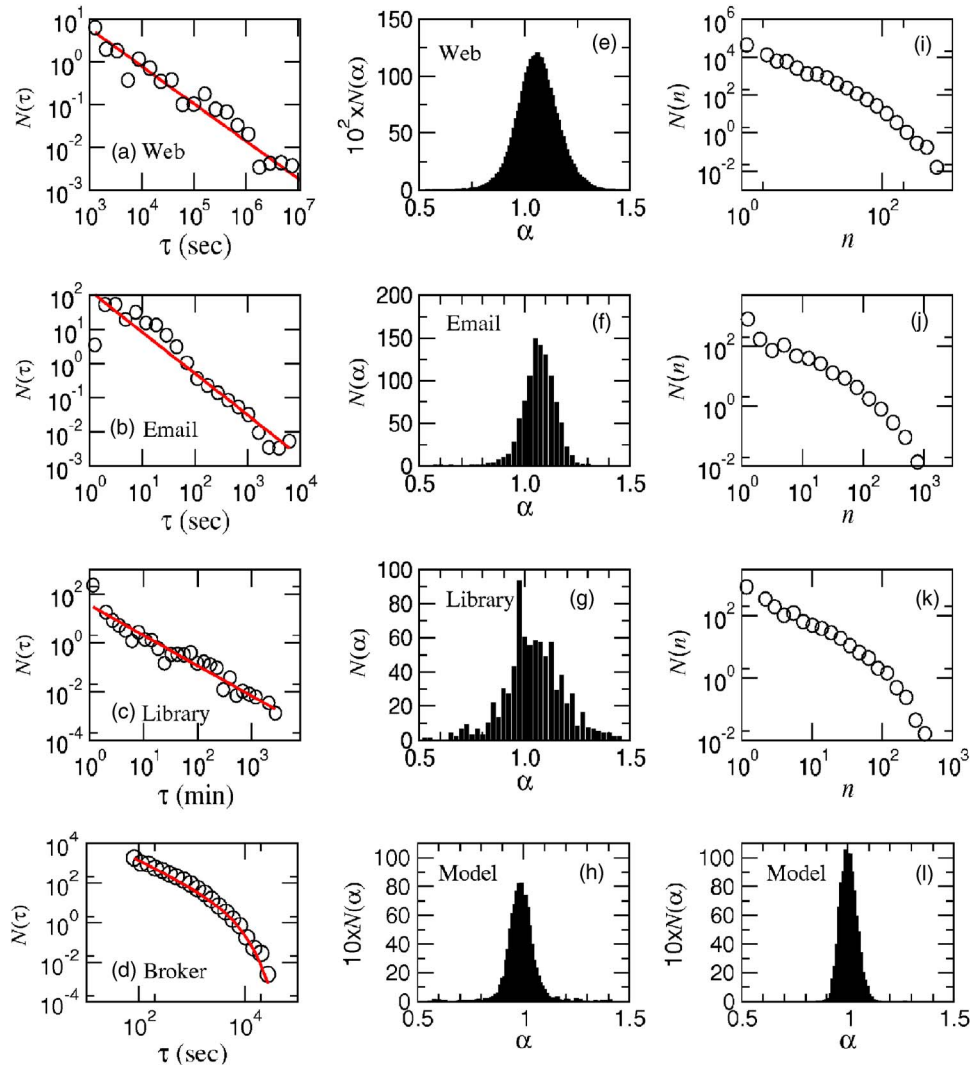 10¹
10⁰
10⁻¹
10⁻²
10⁻³
N(τ)
(a) Web
10³ 10⁴ 10⁵ 10⁶ 10⁷
τ (sec)
150
100
50
0
10²xN(α)
Web
(e)
0.5 1.0 1.5
α
10⁶
10⁴
10²
10⁰
10⁻²
N(n)
(i)
10⁰ 10²
n
10²
10¹
10⁰
10⁻¹
10⁻²
10⁻³
N(τ)
(b) Email
10⁰ 10¹ 10² 10³ 10⁴
τ (sec)
200
150
100
50
0
N(α)
Email
(f)
0.5 1.0 1.5
α
10²
10⁰
10⁻²
N(n)
(j)
10⁰ 10¹ 10² 10³
n
10²
10⁰
10⁻²
10⁻⁴
N(τ)
(c) Library
10⁰ 10¹ 10² 10³
τ (min)
100
80
60
40
20
0
N(α)
Library
(g)
0.5 1.0 1.5
α
10²
10⁰
10⁻²
N(n)
(k)
10⁰ 10¹ 10² 10³
n
10⁴
10²
10⁰
10⁻²
10⁻⁴
N(τ)
(d) Broker
10² 10⁴
τ (sec)
100
80
60
40
20
0
10xN(α)
Model
(h)
0.5 1 1.5
α
100
80
60
40
20
0
10xN(α)
Model
(l)
0.5 1 1.5
α